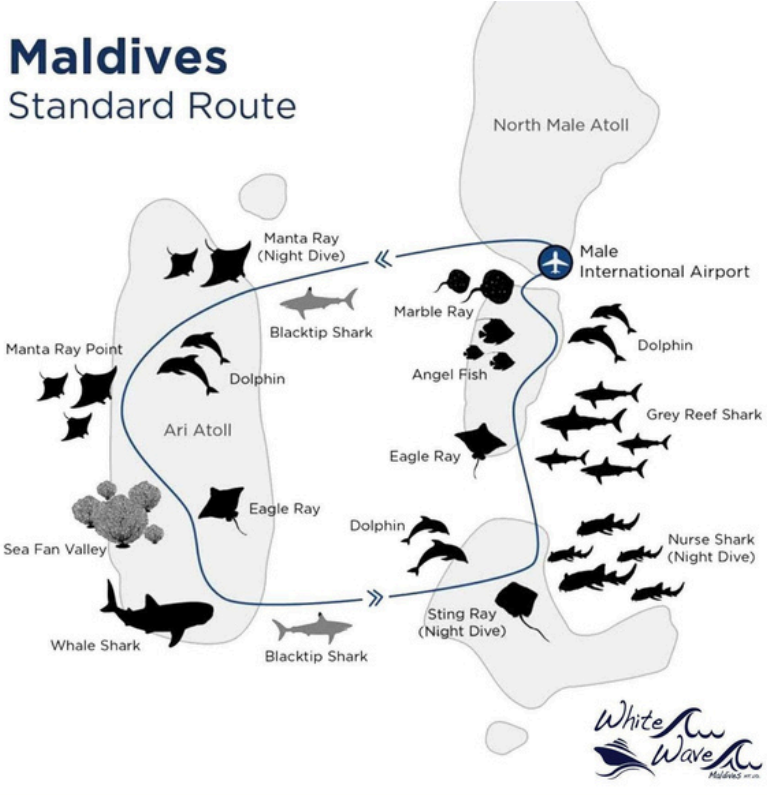 Maldives
Standard Route
North Male Atoll
Manta Ray
(Night Dive)
Male
International Airport
Marble Ray
Blacktip Shark
Dolphin
Manta Ray Point
Dolphin
Angel Fish
Grey Reef Shark
Ari Atoll
Eagle Ray
Eagle Ray
Dolphin
Nurse Shark
(Night Dive)
Sea Fan Valley
Sting Ray
(Night Dive)
Whale Shark
Blacktip Shark
White
Wave
Maldives